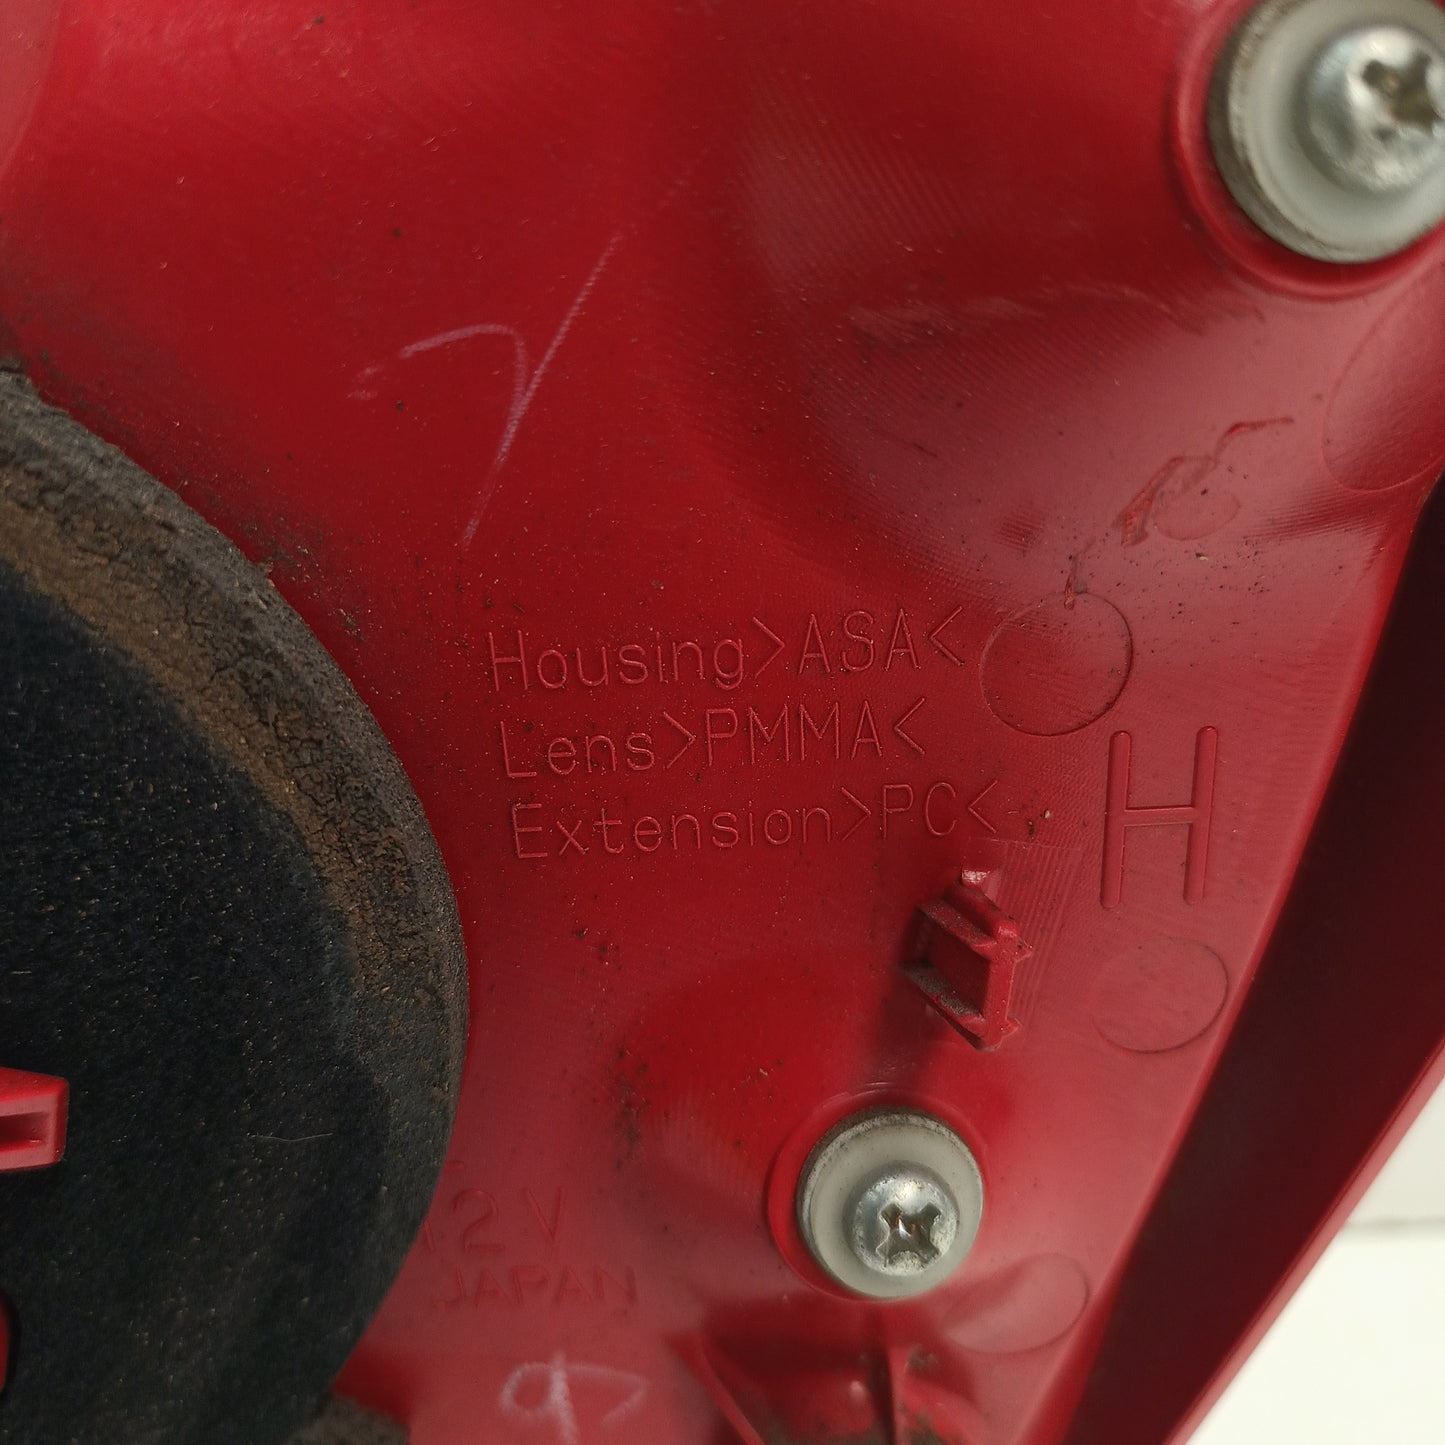 Housing>ASA<
Lens>PMMA<
Extension>PC<
H
12V
JAPAN